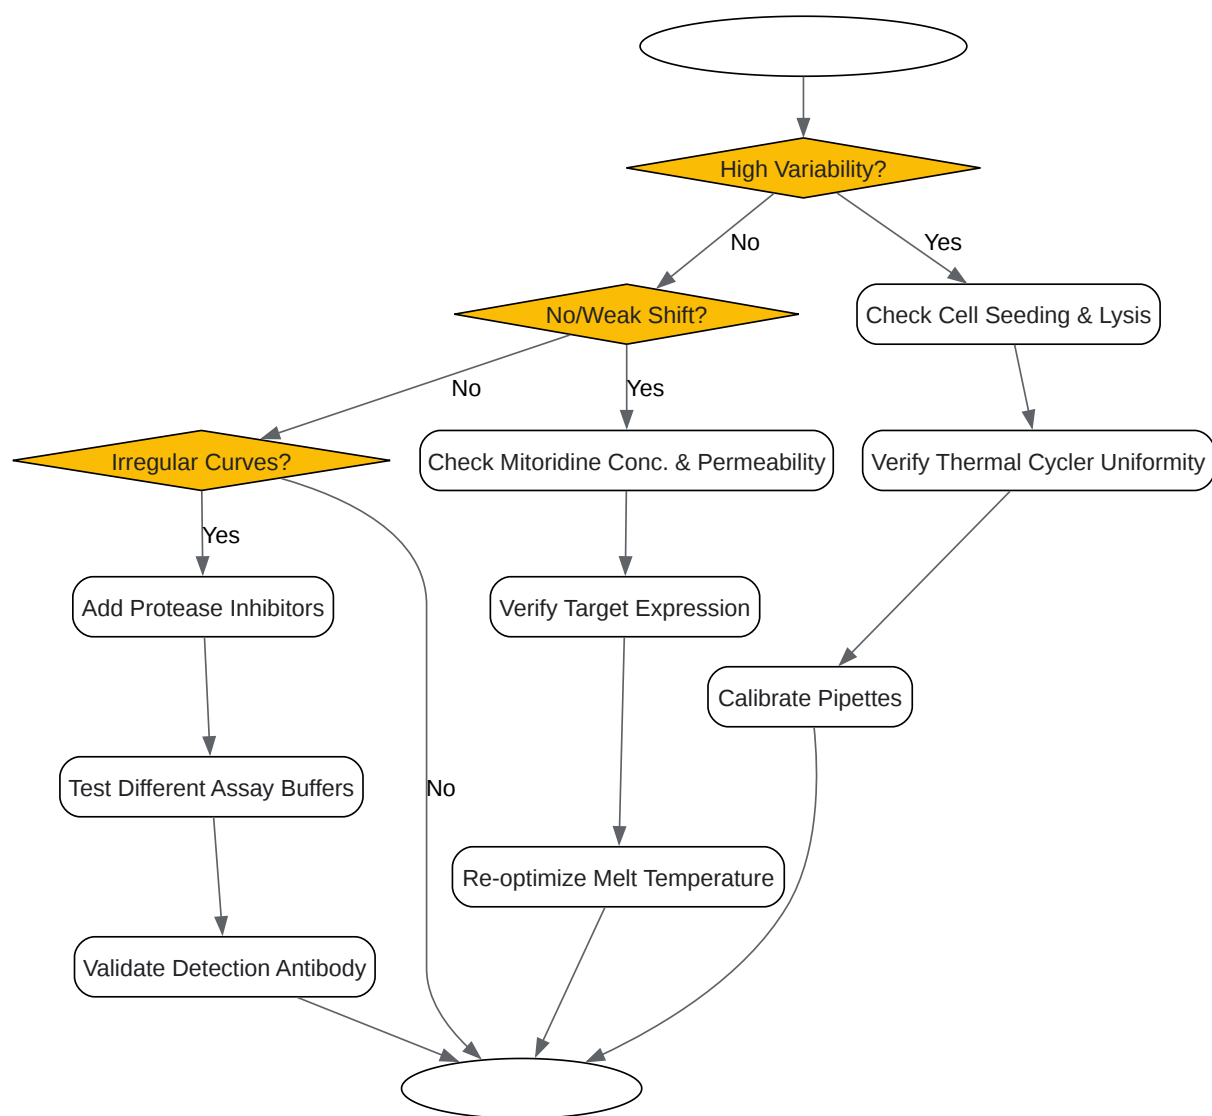 High Variability?
No
Yes
No/Weak Shift?
Check Cell Seeding & Lysis
No
Yes
Irregular Curves?
Check Mitoridine Conc. & Permeability
Verify Thermal Cycler Uniformity
Yes
Add Protease Inhibitors
Verify Target Expression
Calibrate Pipettes
Test Different Assay Buffers
No
Re-optimize Melt Temperature
Validate Detection Antibody